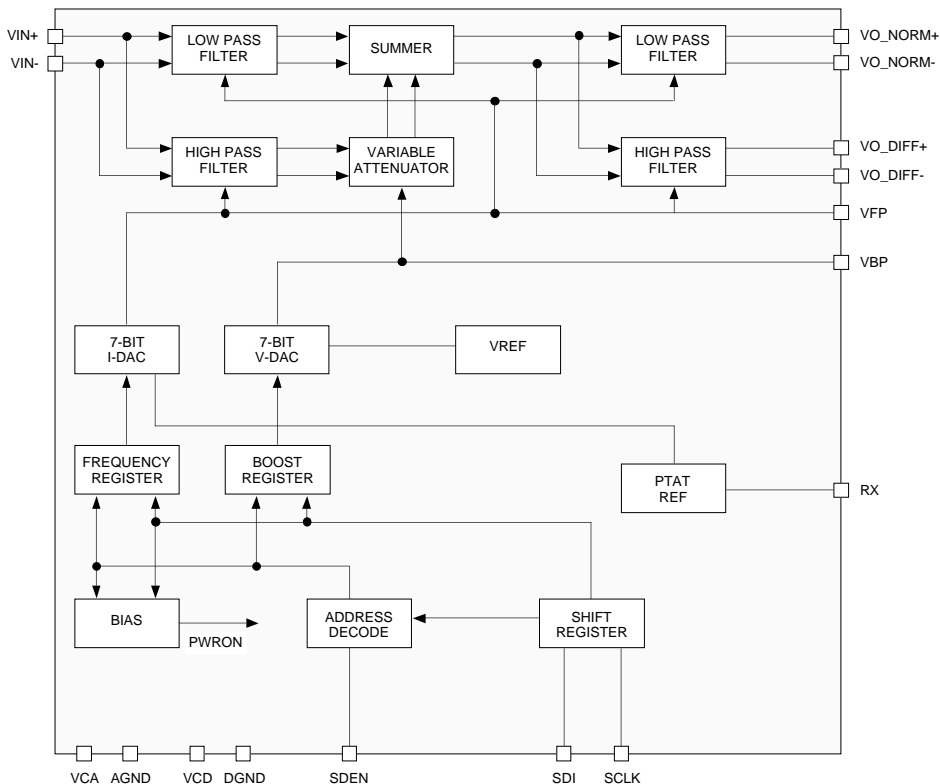 VIN+
LOW PASS
FILTER
SUMMER
LOW PASS
FILTER
VO_NORM+
VIN-
VO_NORM-
HIGH PASS
FILTER
VARIABLE
ATTENUATOR
HIGH PASS
FILTER
VO_DIFF+
VO_DIFF-
VFP
VBP
7-BIT
I-DAC
7-BIT
V-DAC
VREF
FREQUENCY
REGISTER
BOOST
REGISTER
PTAT
REF
RX
BIAS
PWRON
ADDRESS
DECODE
SHIFT
REGISTER
VCA
AGND
VCD
DGND
SDEN
SDI
SCLK